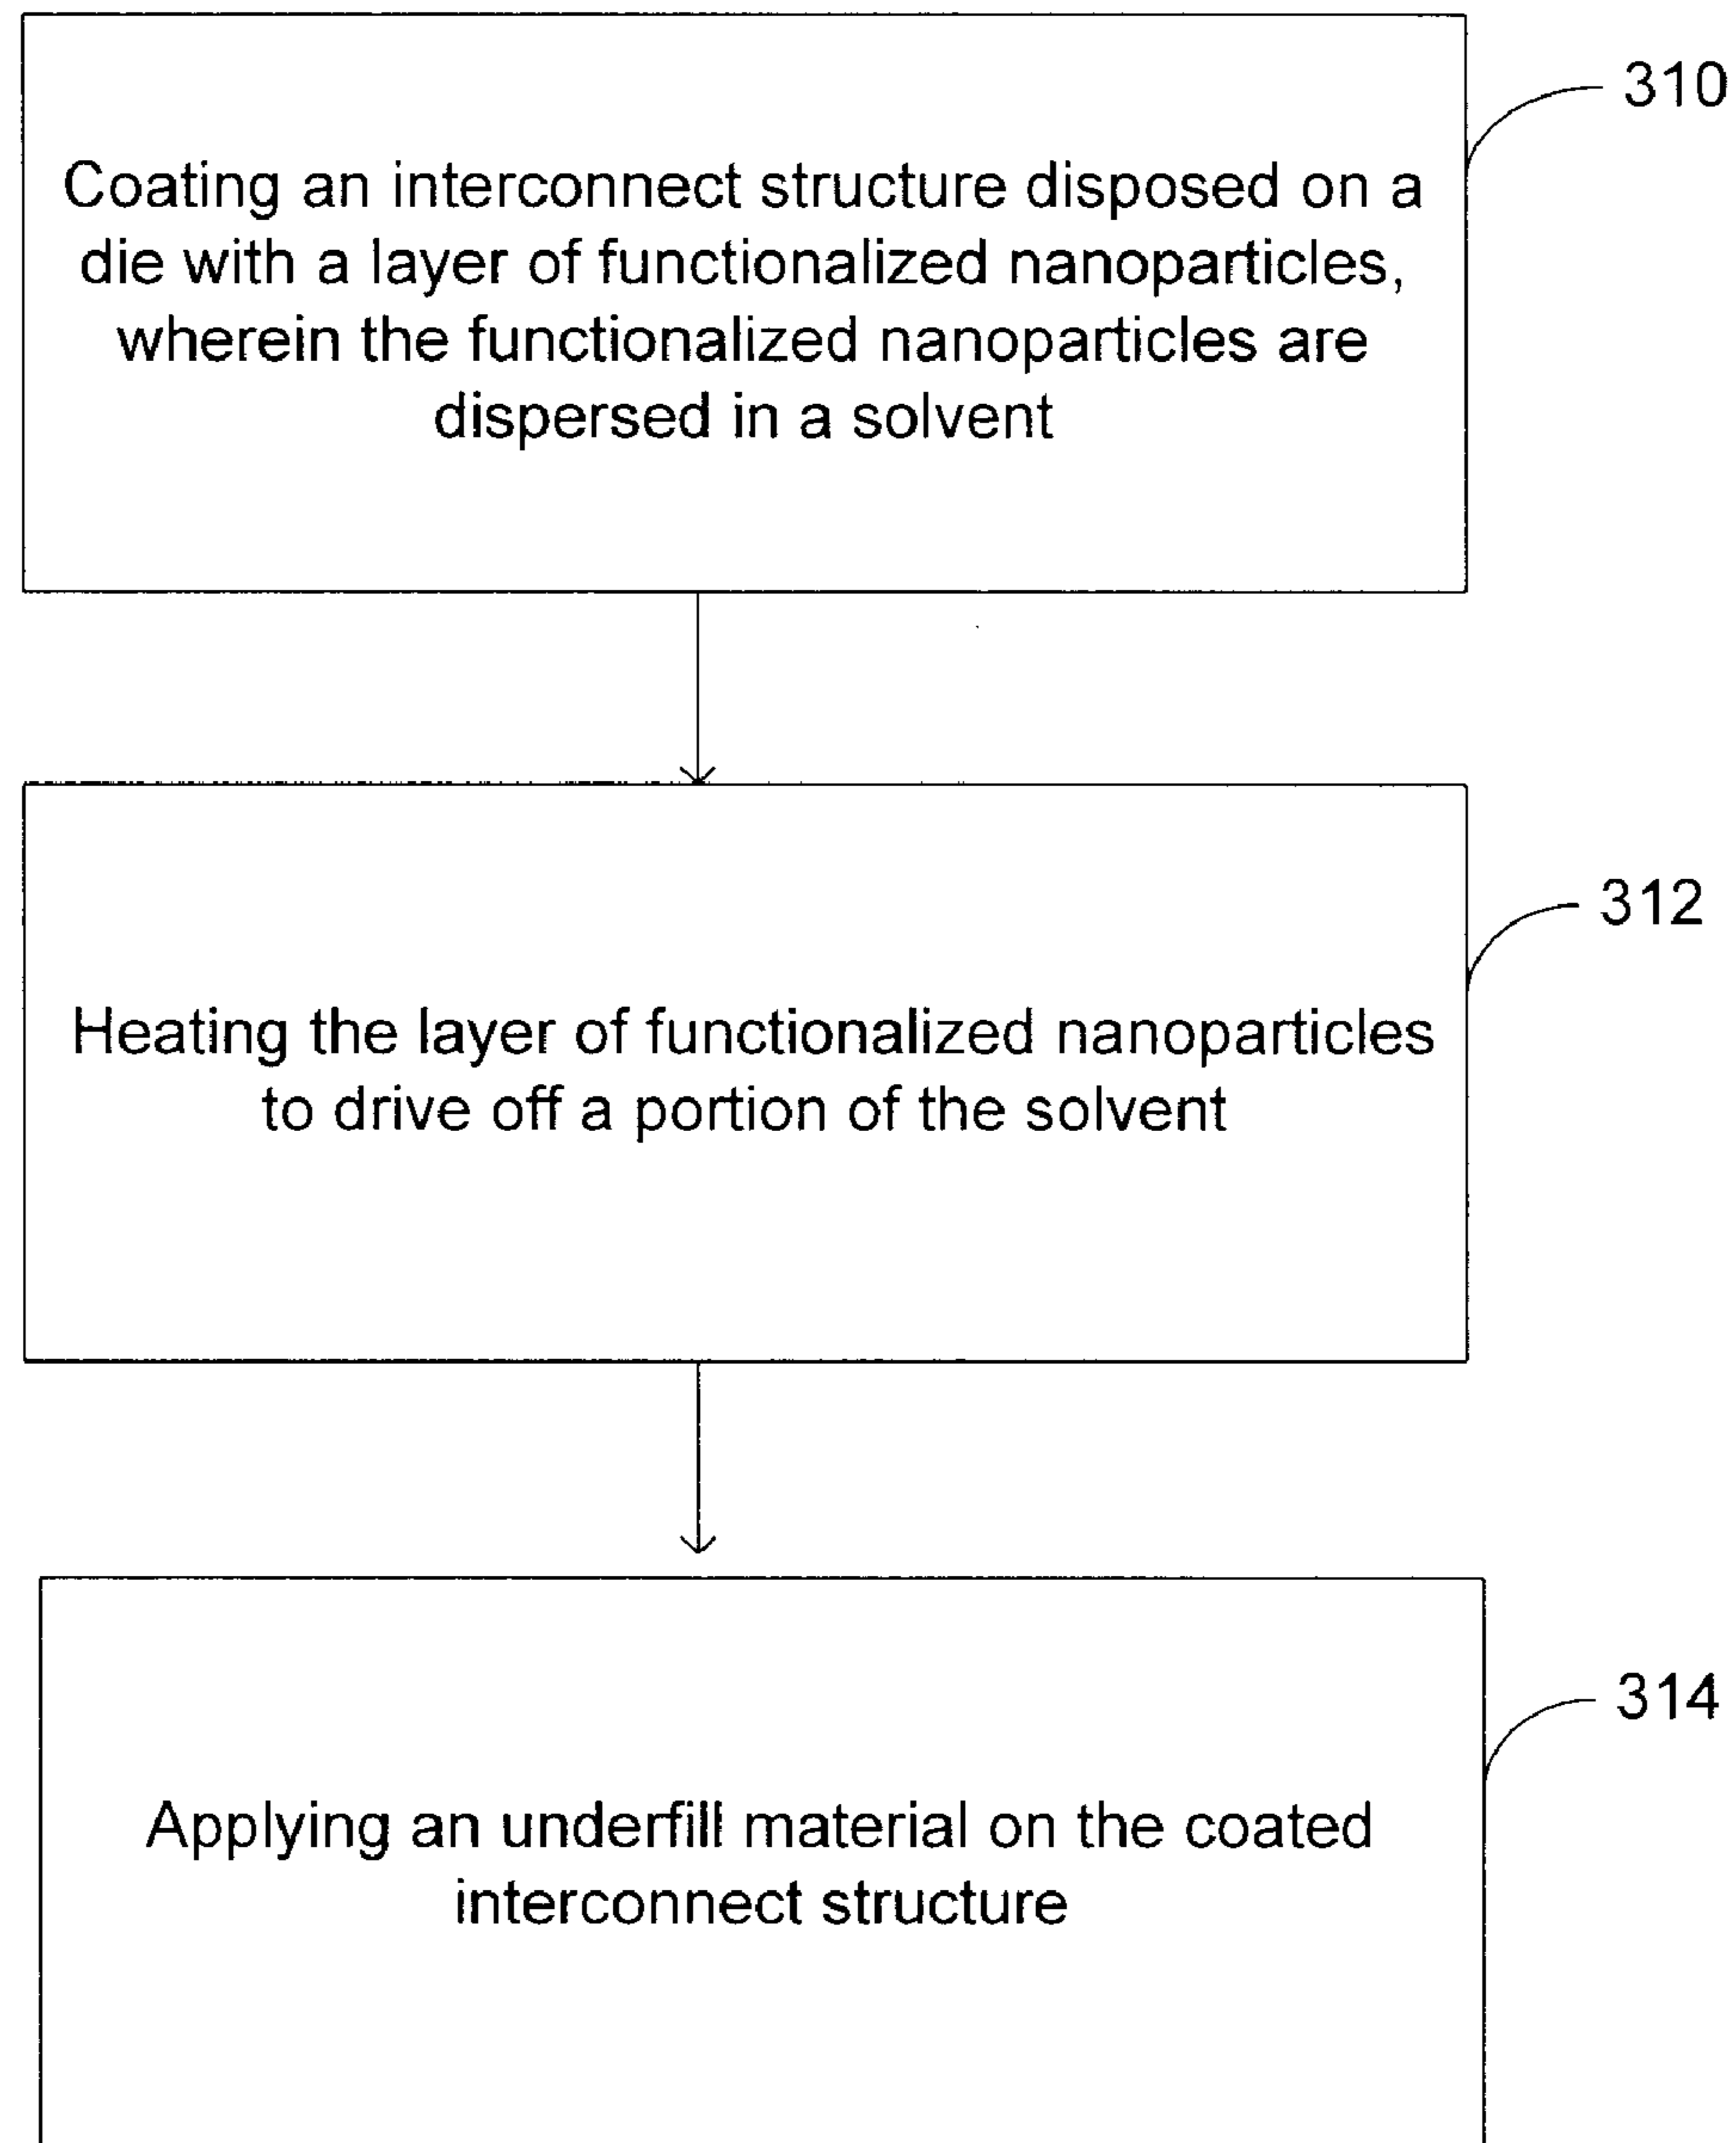 310
Coating an interconnect structure disposed on a
die with a layer of functionalized nanoparticles,
wherein the functionalized nanoparticles are
dispersed in a solvent
312
Heating the layer of functionalized nanoparticles
to drive off a portion of the solvent
314
Applying an underfill material on the coated
interconnect structure